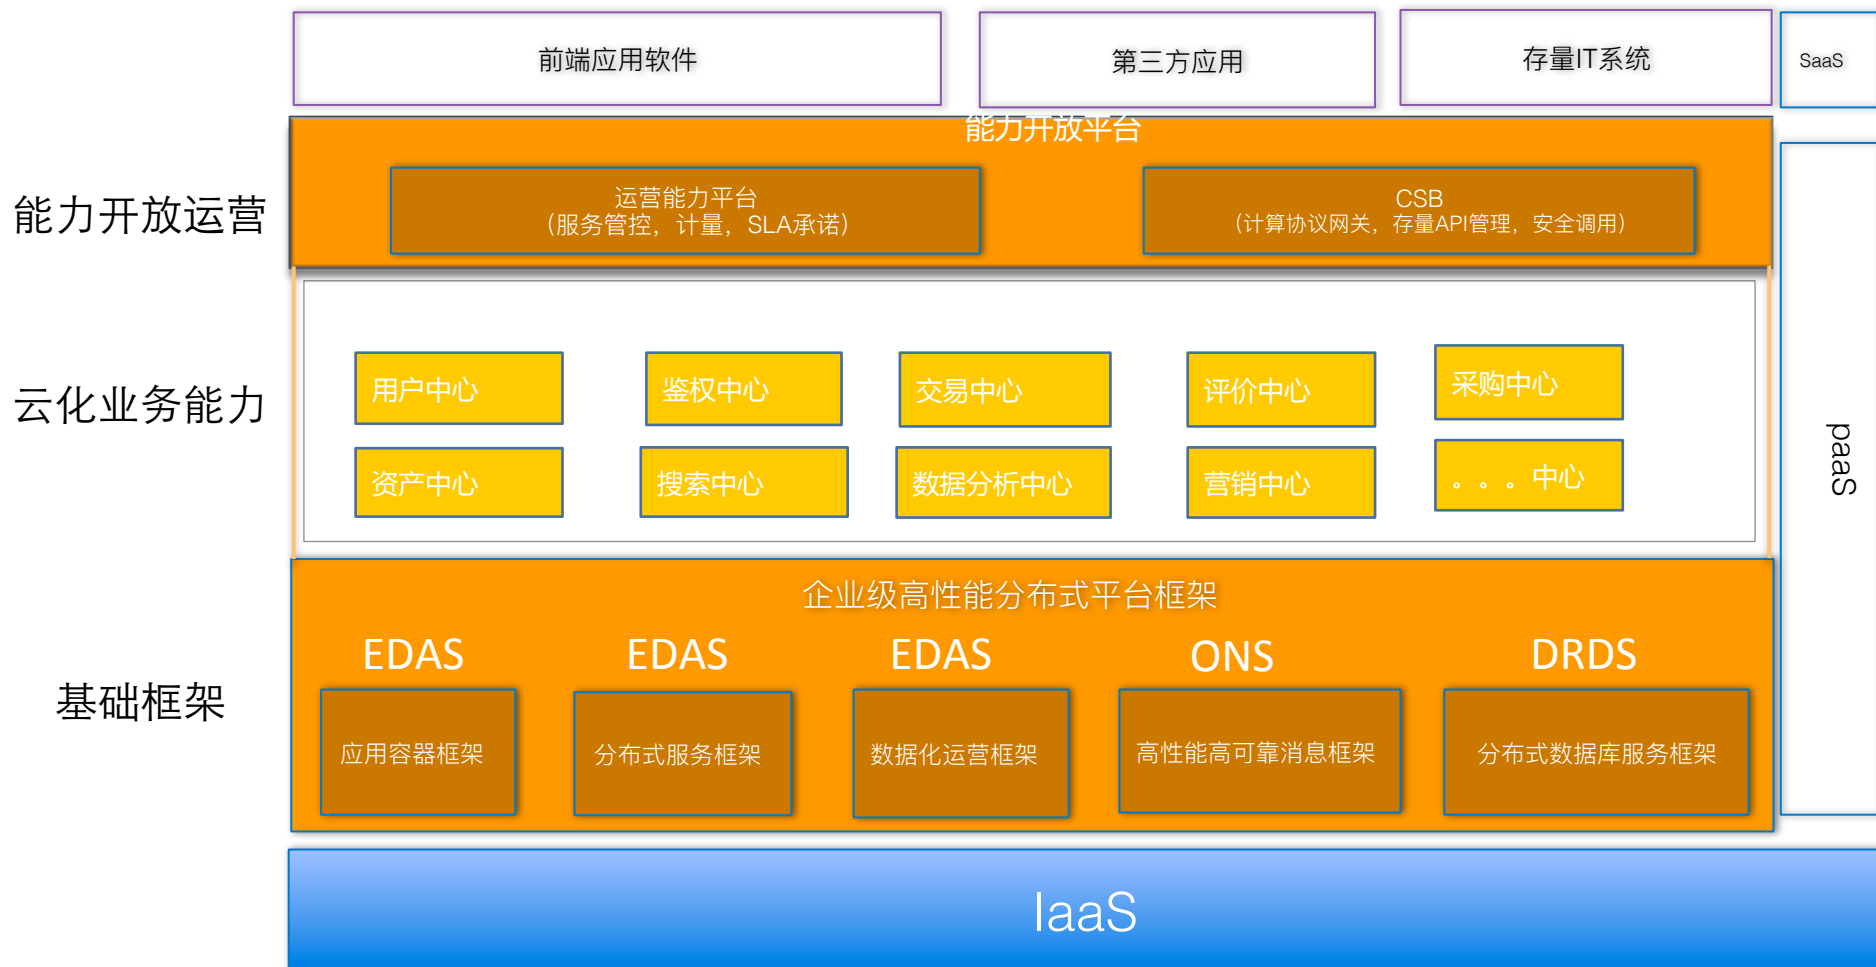 前端应用软件
第三方应用
存量IT系统
SaaS
能力开放平台
能力开放运营
运营能力平台
（服务管控，计量，SLA承诺）
CSB
（计算协议网关，存量API管理，安全调用）
云化业务能力
用户中心
鉴权中心
交易中心
评价中心
采购中心
资产中心
搜索中心
数据分析中心
营销中心
。。。中心
paaS
基础框架
企业级高性能分布式平台框架
EDAS
EDAS
EDAS
ONS
DRDS
应用容器框架
分布式服务框架
数据化运营框架
高性能高可靠消息框架
分布式数据库服务框架
IaaS